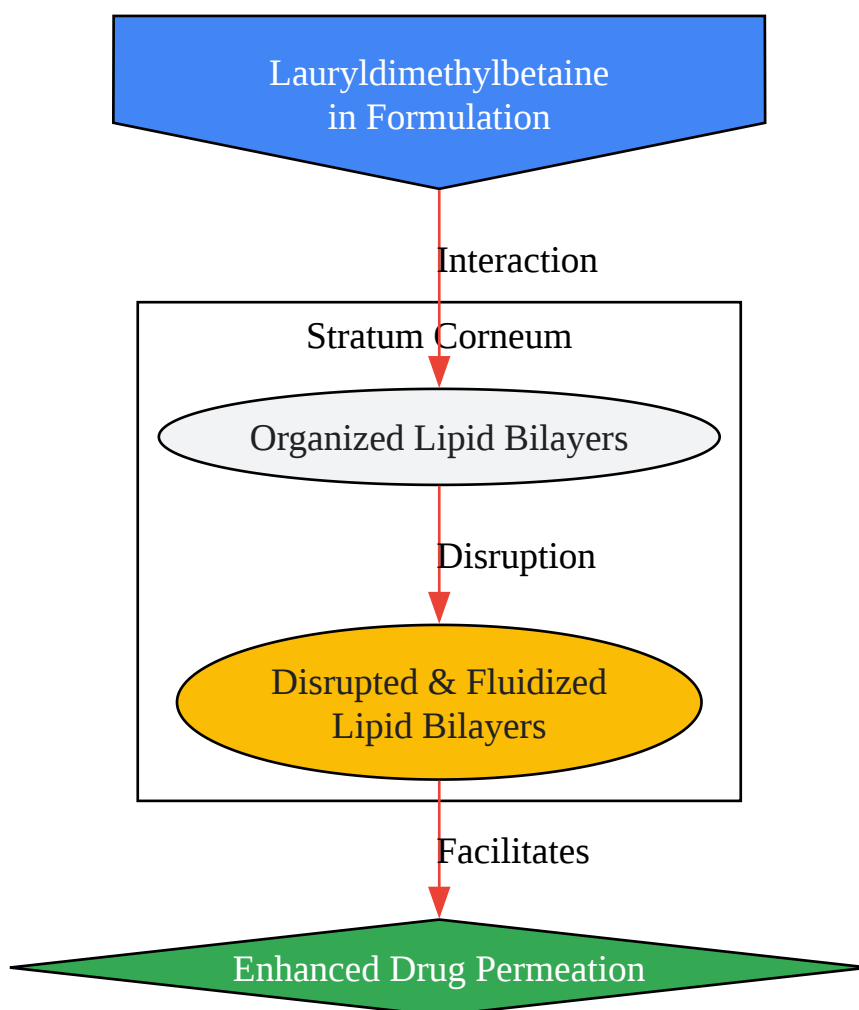 Lauryldimethylbetaine
in Formulation
Interaction
Stratum Corneum
Organized Lipid Bilayers
Disruption
Disrupted & Fluidized
Lipid Bilayers
Facilitates
Enhanced Drug Permeation